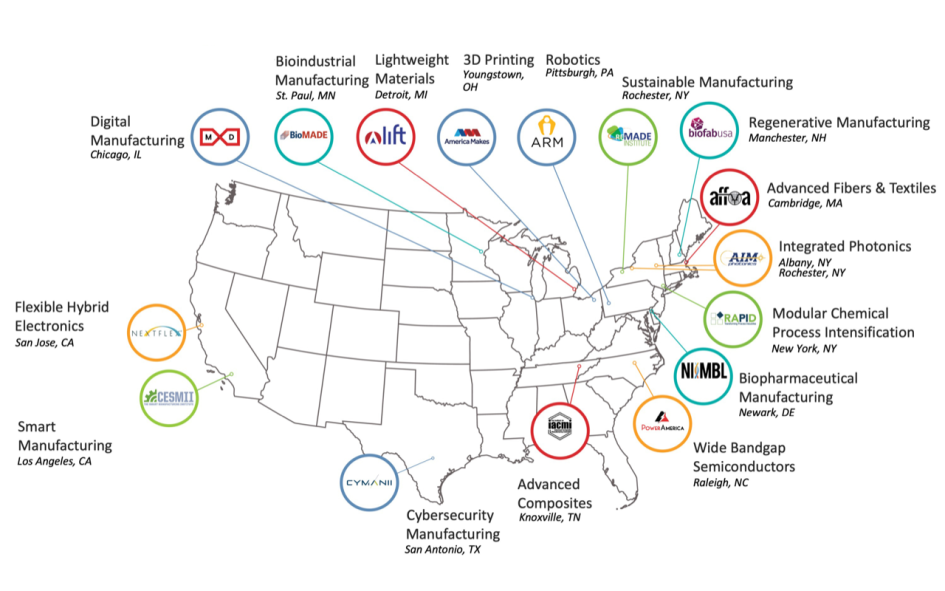 Bioindustrial
Manufacturing
St. Paul, MN
Lightweight
Materials
Detroit, MI
3D Printing
Youngstown,
OH
Robotics
Pittsburgh, PA
Sustainable Manufacturing
Rochester, NY
Digital
Manufacturing
Chicago, IL
M D
BioMADE
lift
America Makes
ARM
REMADE
INSTITUTE
biofabusa
Regenerative Manufacturing
Manchester, NH
affoa
Advanced Fibers & Textiles
Cambridge, MA
AIM
photonics
Integrated Photonics
Albany, NY
Rochester, NY
Flexible Hybrid
Electronics
San Jose, CA
NEXTFLEX
RAPID
Modular Chemical
Process Intensification
New York, NY
CESMII
NIIMBL
Biopharmaceutical
Manufacturing
Newark, DE
Smart
Manufacturing
Los Angeles, CA
iacmi
PowerAmerica
Wide Bandgap
Semiconductors
Raleigh, NC
CYMANII
Advanced
Composites
Knoxville, TN
Cybersecurity
Manufacturing
San Antonio, TX